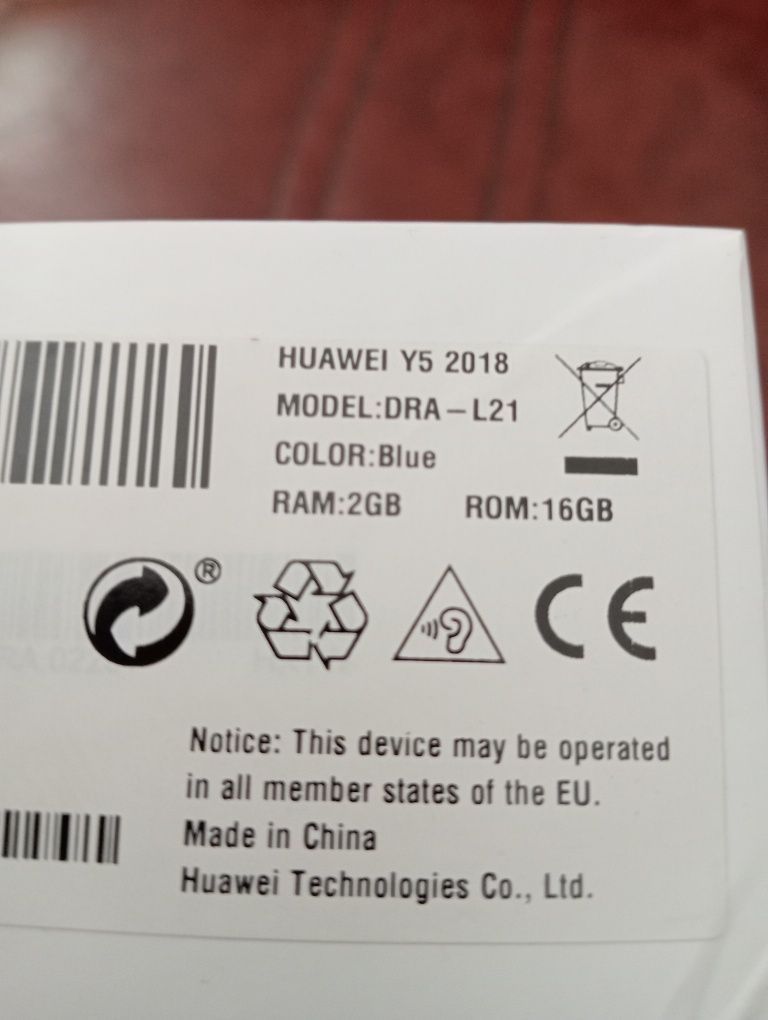 HUAWEI Y5 2018
MODEL:DRA-L21
COLOR:Blue
RAM:2GB ROM:16GB
®
CE
Notice: This device may be operated
in all member states of the EU.
Made in China
Huawei Technologies Co., Ltd.